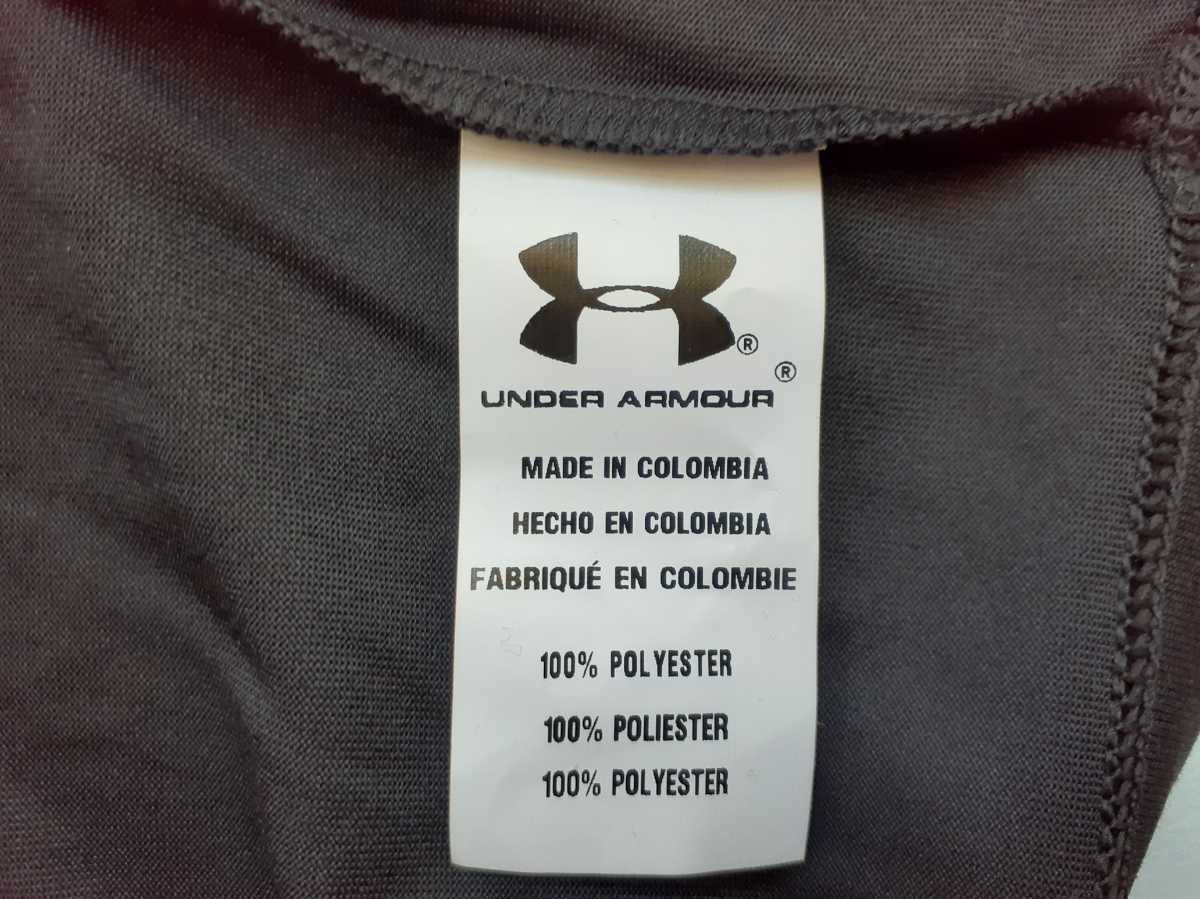 ®
®
UNDER ARMOUR
MADE IN COLOMBIA
HECHO EN COLOMBIA
FABRIQUÉ EN COLOMBIE
100% POLYESTER
100% POLIESTER
100% POLYESTER